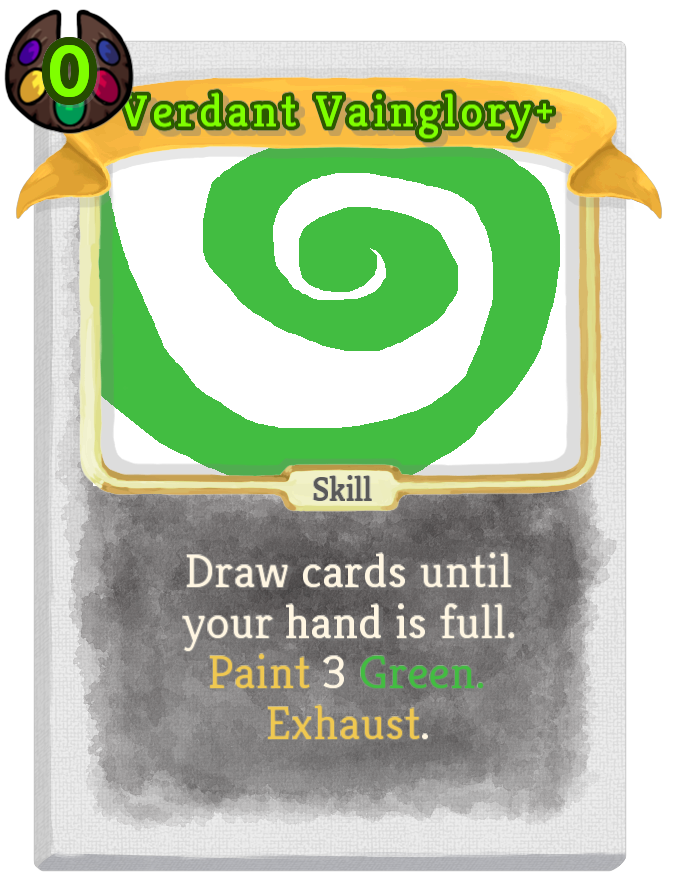 0
Verdant Vainglory+
Skill
Draw cards until
your hand is full.
Paint 3 Green.
Exhaust.